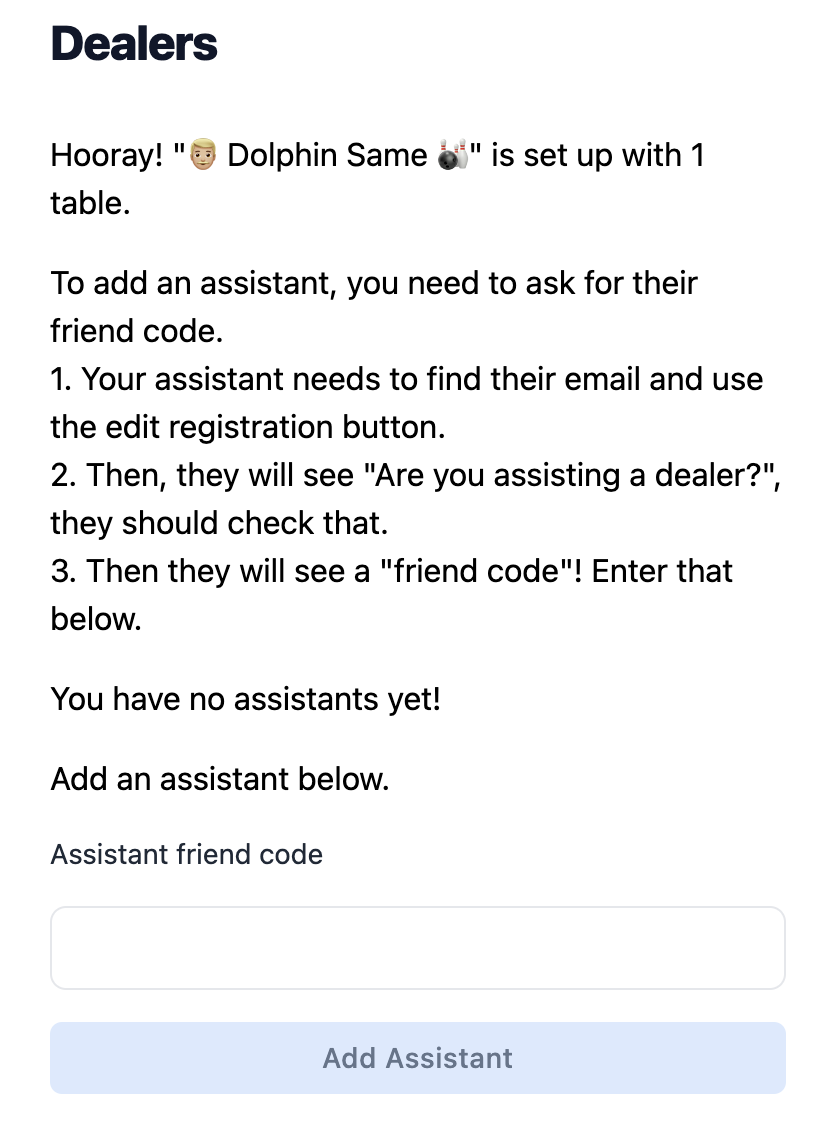 Dealers
Hooray! "👨🏼 Dolphin Same 🎳" is set up with 1
table.
To add an assistant, you need to ask for their
friend code.
1. Your assistant needs to find their email and use
the edit registration button.
2. Then, they will see "Are you assisting a dealer?",
they should check that.
3. Then they will see a "friend code"! Enter that
below.
You have no assistants yet!
Add an assistant below.
Assistant friend code
Add Assistant